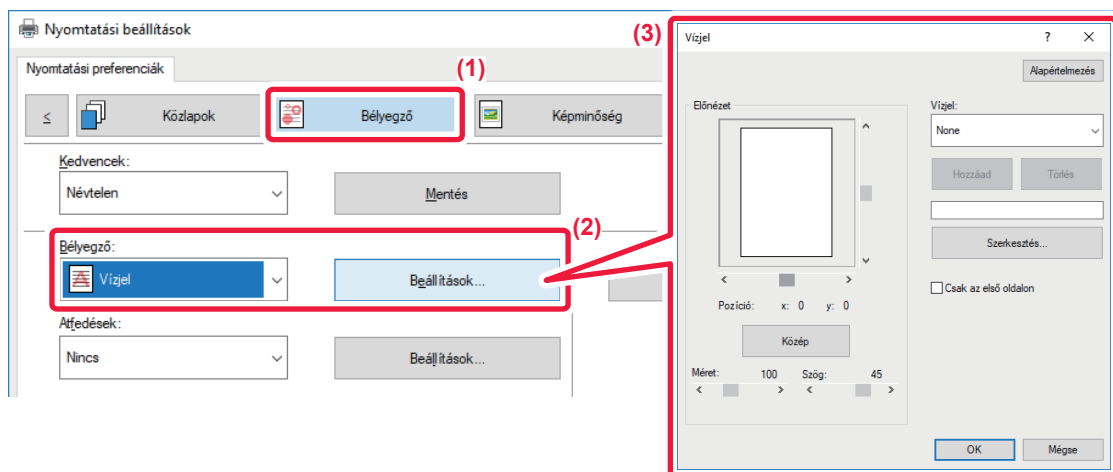 Nyomtatási beállítások
Nyomtatási preferenciák
(1)
<
Közlapok
Bélyegző
Képminőség
Kedvencek:
Névtelen
Mentés
(2)
Bélyegző:
Vízjel
Beállítások...
Átfedések:
Nincs
Beállítások...
(3)
Vízjel
?
Alapértelmezés
Előnézet
Vízjel:
None
Hozzáad
Törlés
Szerkesztés...
Csak az első oldalon
Pozíció: x: 0 y: 0
Közép
Méret: 100 Szög: 45
OK
Mégse